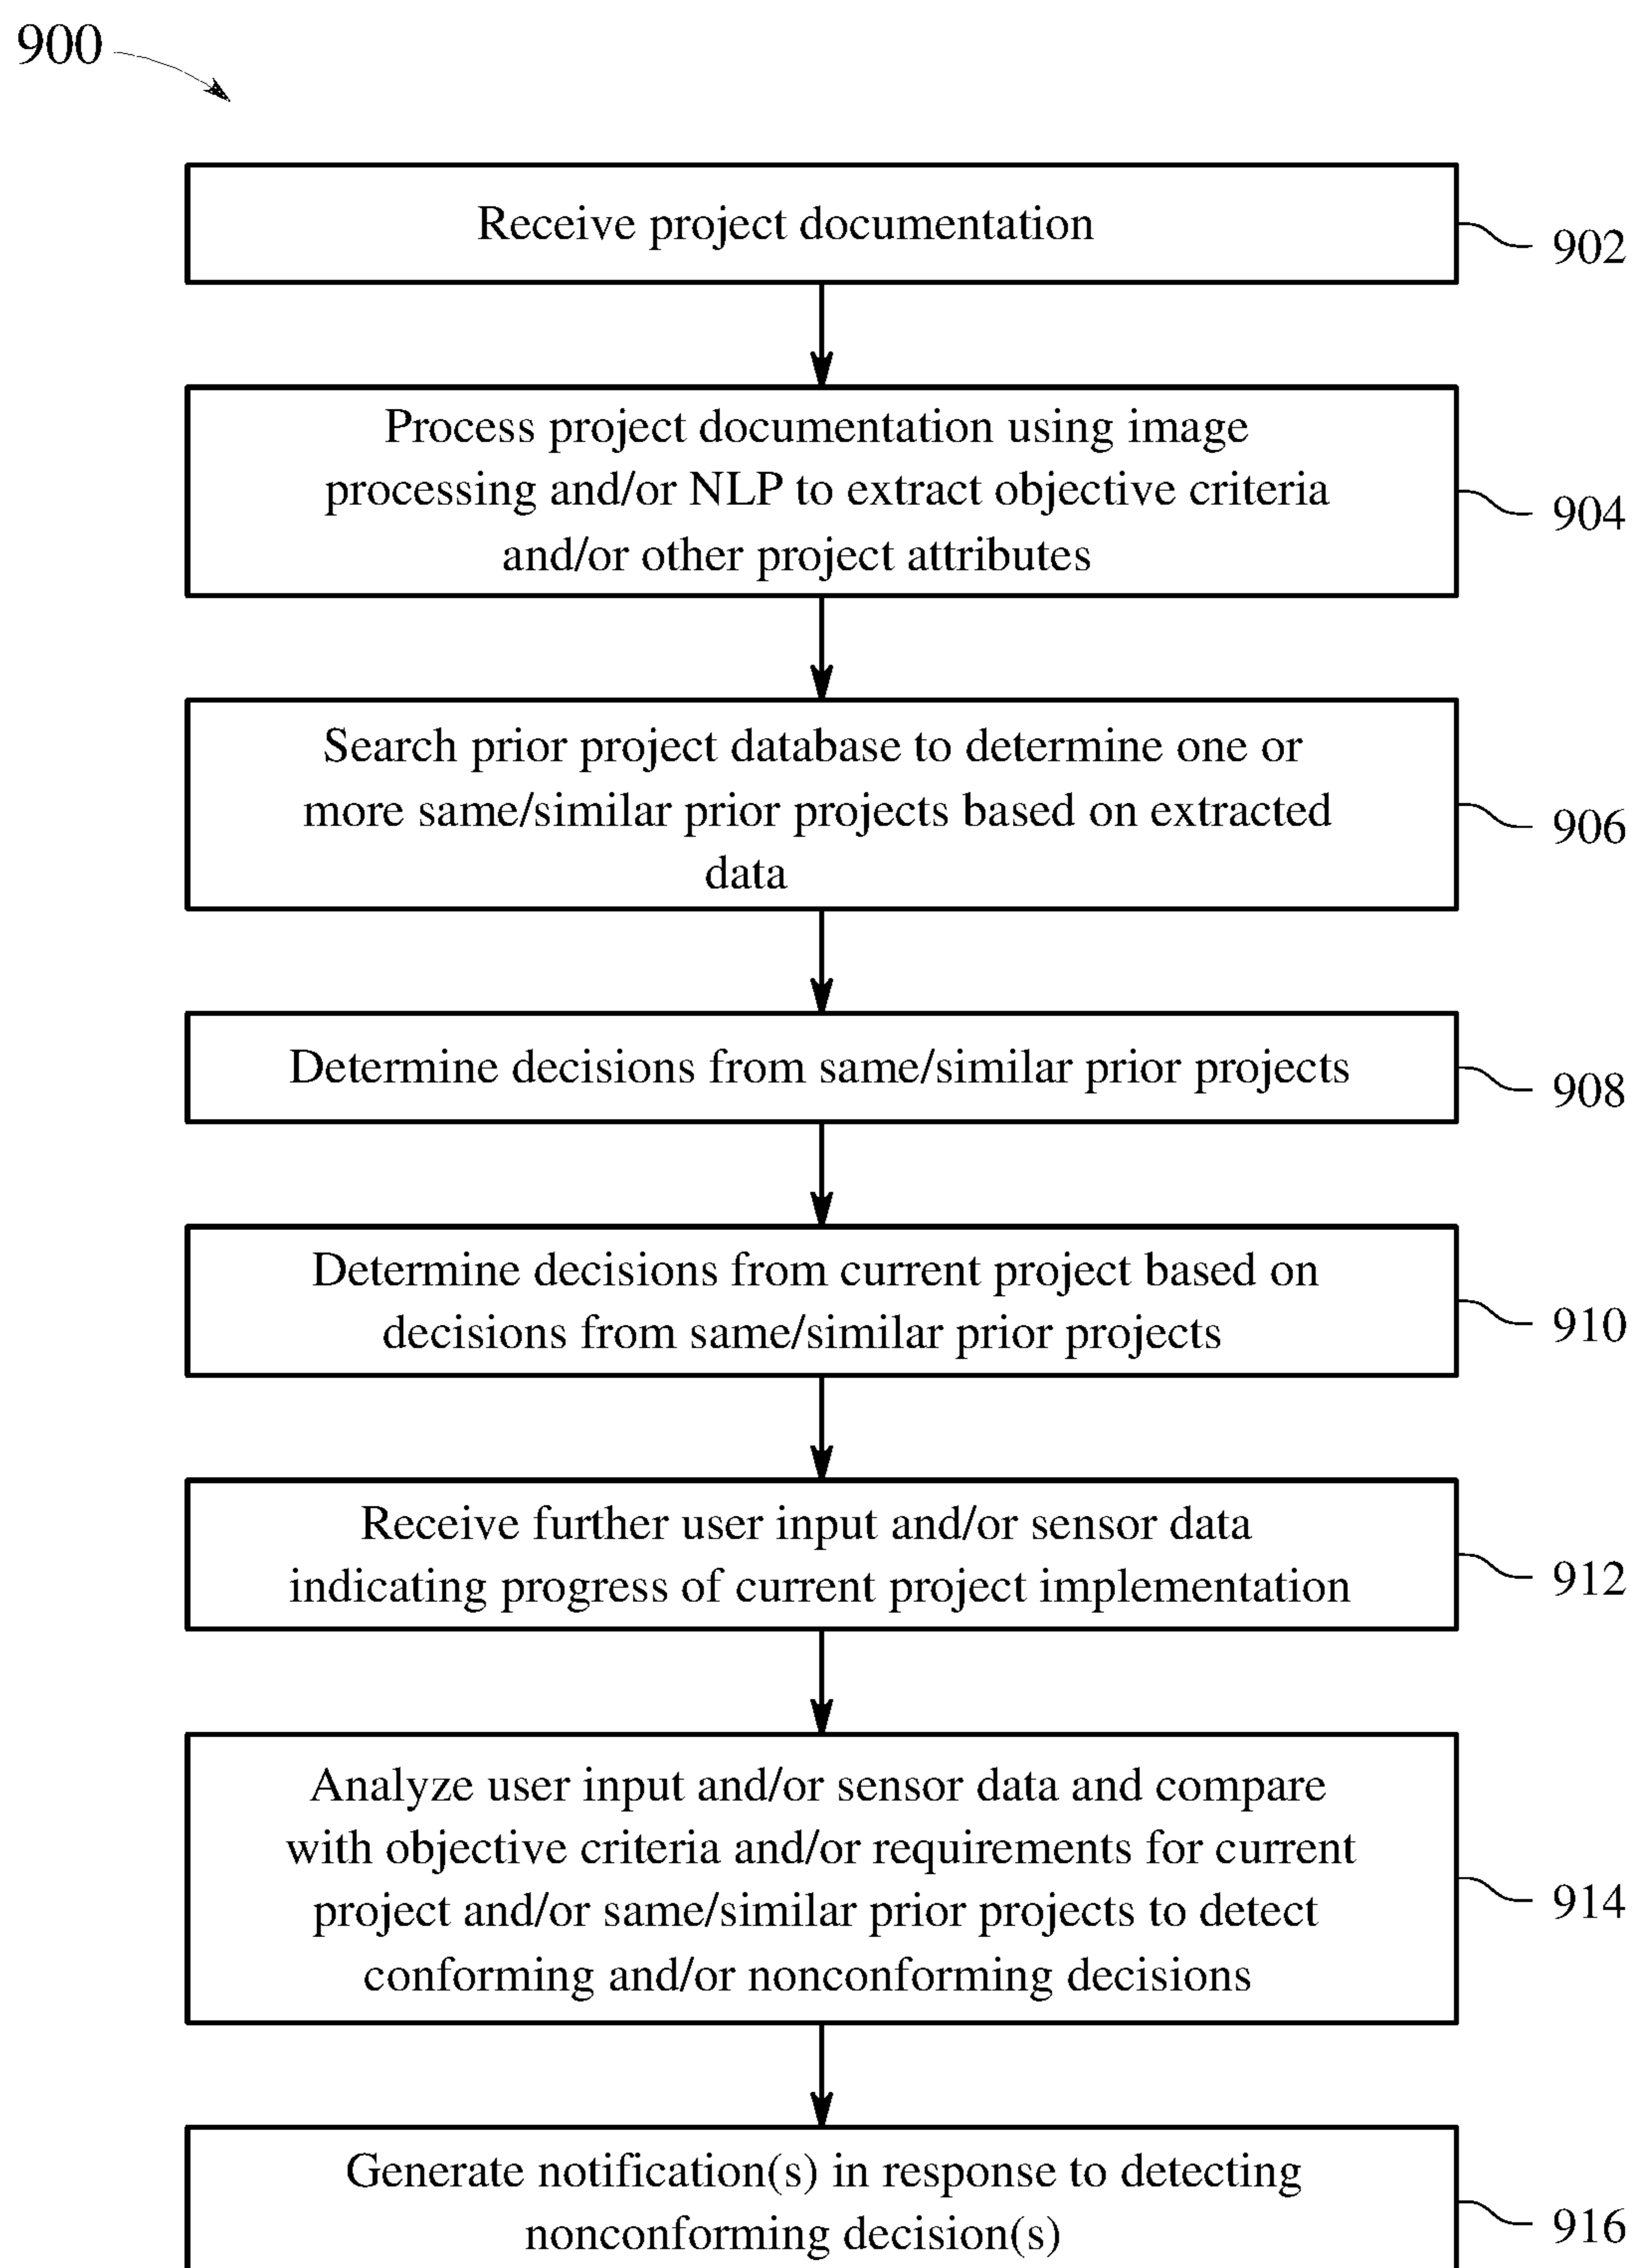 900
Receive project documentation
902
Process project documentation using image
processing and/or NLP to extract objective criteria
and/or other project attributes
904
Search prior project database to determine one or
more same/similar prior projects based on extracted
data
906
Determine decisions from same/similar prior projects
908
Determine decisions from current project based on
decisions from same/similar prior projects
910
Receive further user input and/or sensor data
indicating progress of current project implementation
912
Analyze user input and/or sensor data and compare
with objective criteria and/or requirements for current
project and/or same/similar prior projects to detect
conforming and/or nonconforming decisions
914
Generate notification(s) in response to detecting
nonconforming decision(s)
916